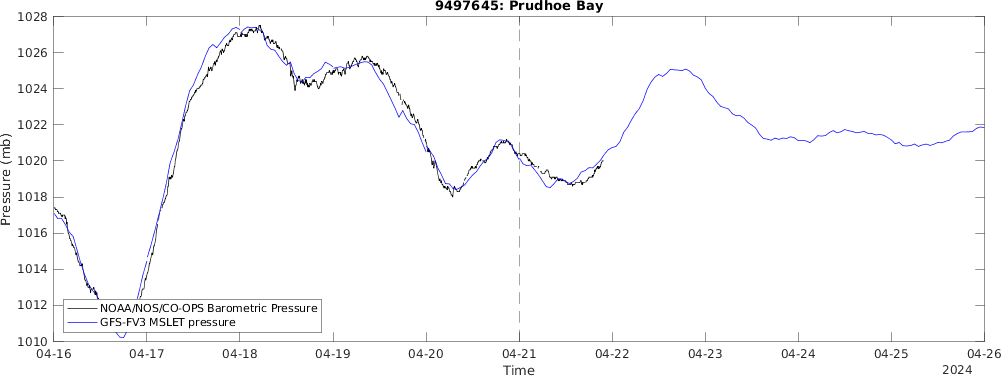 9497645: Prudhoe Bay
1028
1026
1024
1022
1020
1018
1016
1014
1012
1010
Pressure (mb)
NOAA/NOS/CO-OPS Barometric Pressure
GFS-FV3 MSLET pressure
04-16 04-17 04-18 04-19 04-20 04-21 04-22 04-23 04-24 04-25 04-26
Time
2024